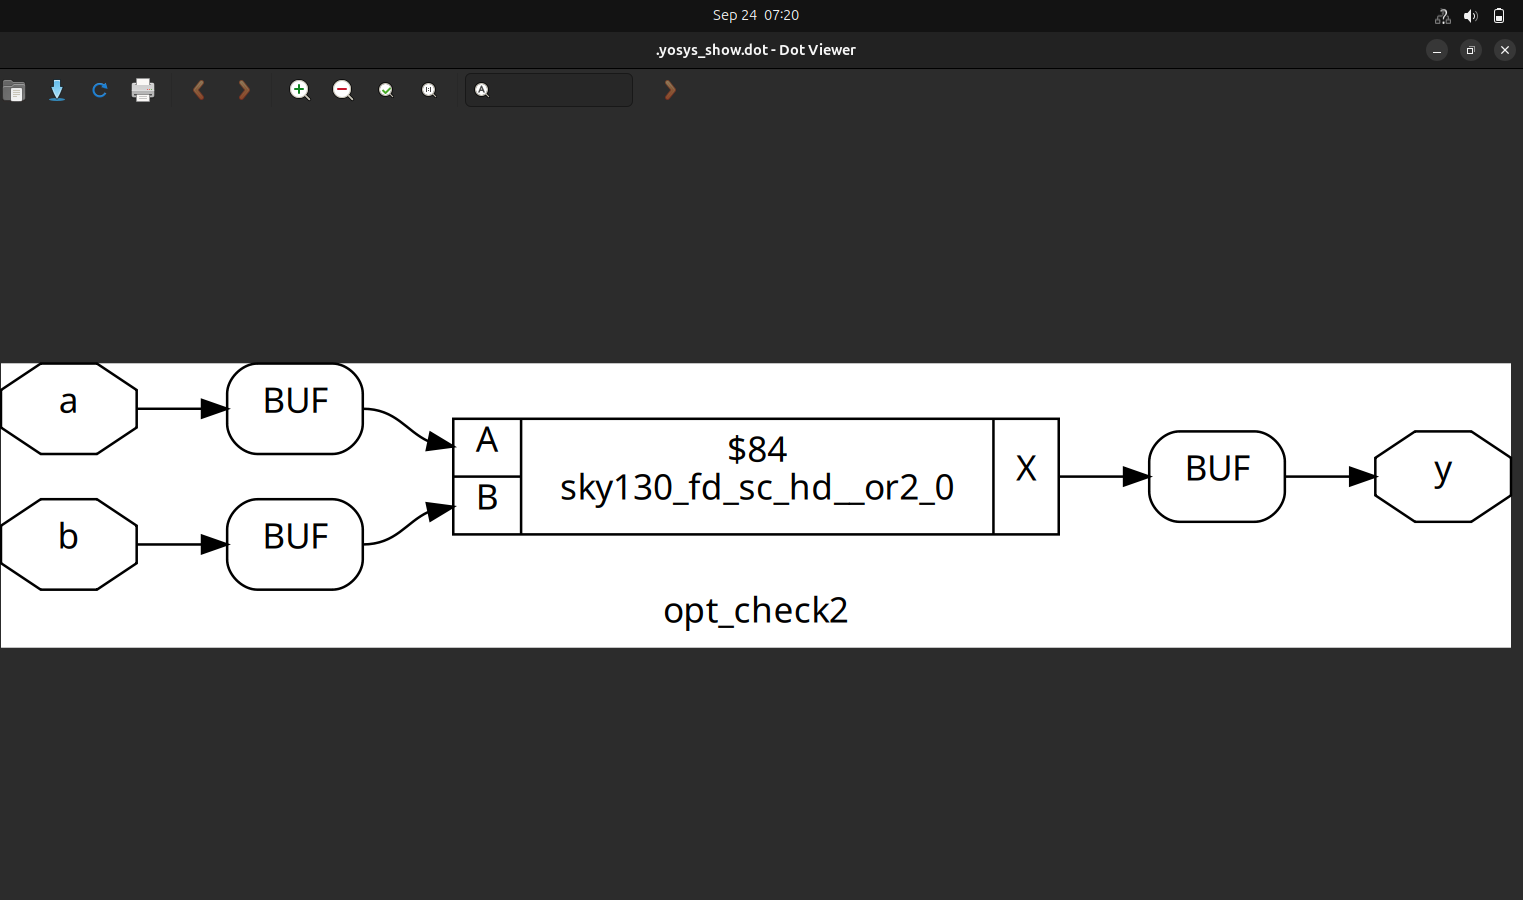 Sep 24 07:20
.yosys_show.dot - Dot Viewer
a
BUF
A
$84
sky130_fd_sc_hd__or2_0
X
BUF
y
b
BUF
B
opt_check2